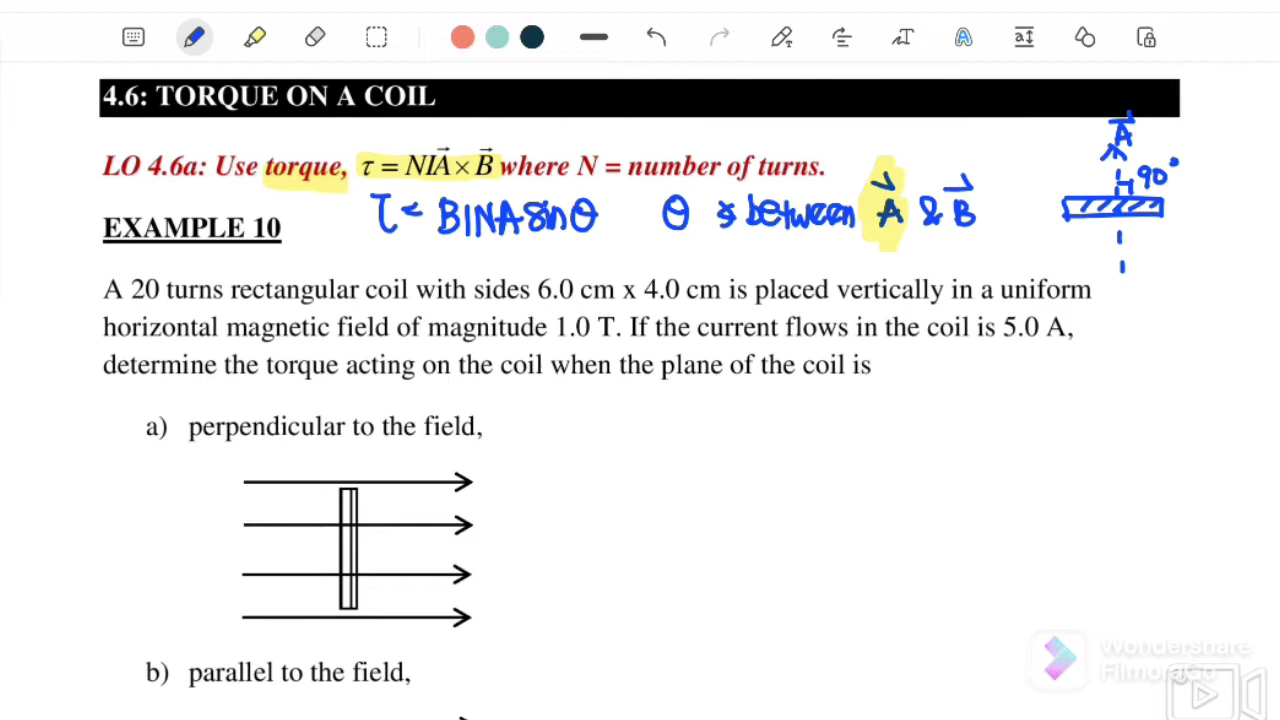 4.6: TORQUE ON A COIL
LO 4.6a: Use torque, τ = NIA⃗ × B⃗ where N = number of turns.
τ = BINA sin θ θ → between A⃗ & B⃗
A⃗
90°
EXAMPLE 10
A 20 turns rectangular coil with sides 6.0 cm x 4.0 cm is placed vertically in a uniform
horizontal magnetic field of magnitude 1.0 T. If the current flows in the coil is 5.0 A,
determine the torque acting on the coil when the plane of the coil is
a) perpendicular to the field,
b) parallel to the field,
Wondershare
FilmoraGo